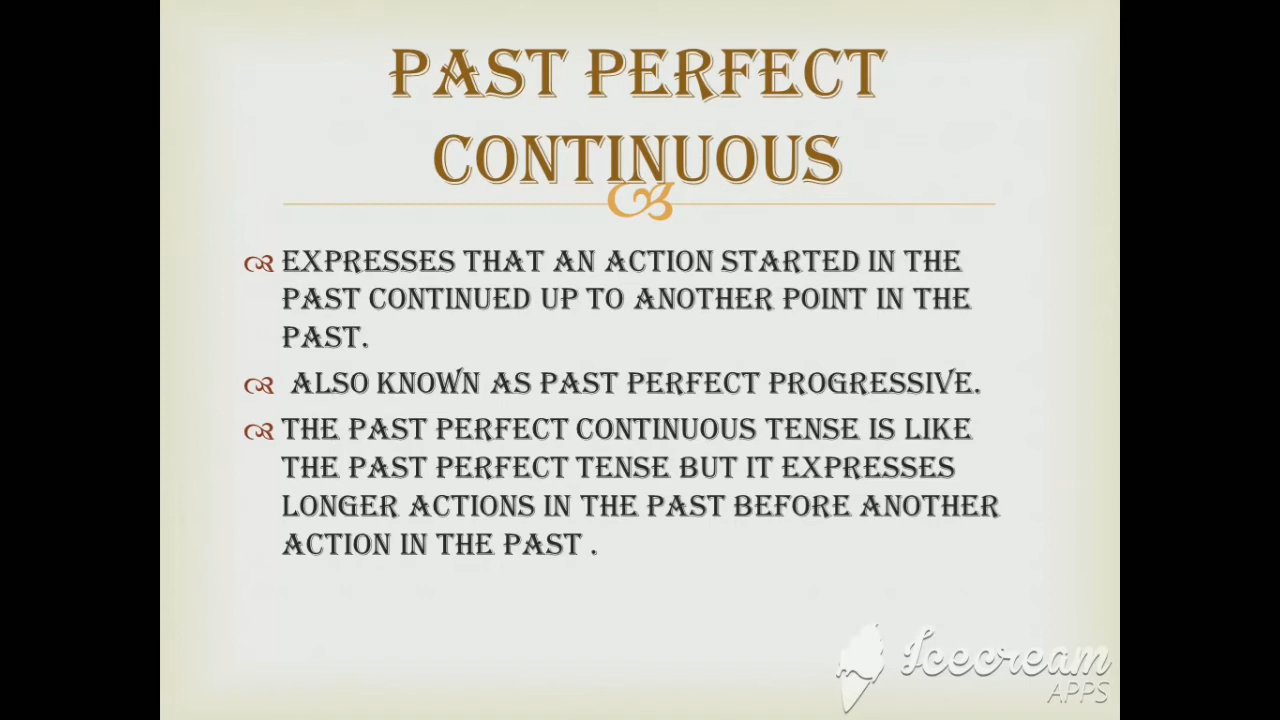 PAST PERFECT
CONTINUOUS
EXPRESSES THAT AN ACTION STARTED IN THE
PAST CONTINUED UP TO ANOTHER POINT IN THE
PAST.
ALSO KNOWN AS PAST PERFECT PROGRESSIVE.
THE PAST PERFECT CONTINUOUS TENSE IS LIKE
THE PAST PERFECT TENSE BUT IT EXPRESSES
LONGER ACTIONS IN THE PAST BEFORE ANOTHER
ACTION IN THE PAST .
Icecream
APPS